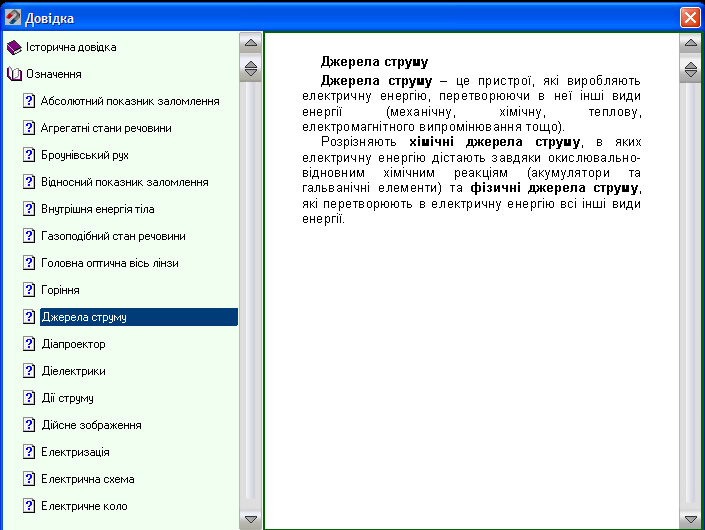 Довідка
Історична довідка
Означення
Абсолютний показник заломлення
Агрегатні стани речовини
Броунівський рух
Відносний показник заломлення
Внутрішня енергія тіла
Газоподібний стан речовини
Головна оптична вісь лінзи
Горіння
Джерела струму
Діапроектор
Діелектрики
Дії струму
Дійсне зображення
Електризація
Електрична схема
Електричне коло
Джерела струму
Джерела струму – це пристрої, які виробляють
електричну енергію, перетворюючи в неї інші види
енергії (механічну, хімічну, теплову,
електромагнітного випромінювання тощо).
Розрізняють хімічні джерела струму, в яких
електричну енергію дістають завдяки окислювально-
відновним хімічним реакціям (акумулятори та
гальванічні елементи) та фізичні джерела струму,
які перетворюють в електричну енергію всі інші види
енергії.